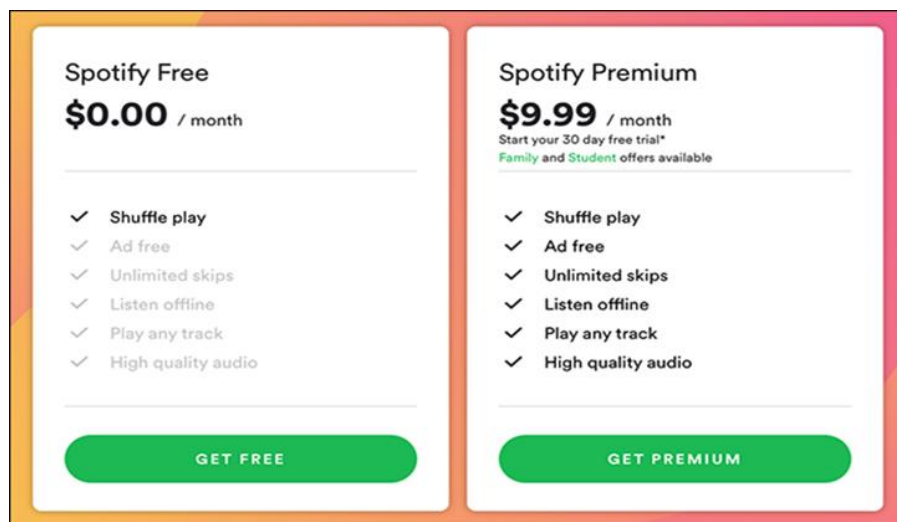 Spotify Free
$0.00 / month
Shuffle play
Ad free
Unlimited skips
Listen offline
Play any track
High quality audio
GET FREE
Spotify Premium
$9.99 / month
Start your 30 day free trial*
Family and Student offers available
Shuffle play
Ad free
Unlimited skips
Listen offline
Play any track
High quality audio
GET PREMIUM